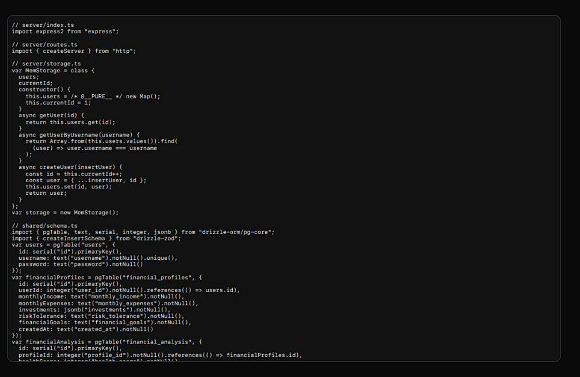 // server/index.ts
import express2 from "express";
// server/routes.ts
import { createServer } from "http";
// server/storage.ts
var MemStorage = class {
users;
currentId;
constructor() {
this.users = /* @__PURE__ */ new Map();
this.currentId = 1;
}
async getUser(id) {
return this.users.get(id);
}
async getUserByUsername(username) {
return Array.from(this.users.values()).find(
(user) => user.username === username
);
}
async createUser(insertUser) {
const id = this.currentId++;
const user = { ...insertUser, id };
this.users.set(id, user);
return user;
}
};
var storage = new MemStorage();
// shared/schema.ts
import { pgTable, text, serial, integer, jsonb } from "drizzle-orm/pg-core";
import { createInsertSchema } from "drizzle-zod";
var users = pgTable("users", {
id: serial("id").primaryKey(),
username: text("username").notNull().unique(),
password: text("password").notNull()
});
var financialProfiles = pgTable("financial_profiles", {
id: serial("id").primaryKey(),
userId: integer("user_id").notNull().references(() => users.id),
monthlyIncome: text("monthly_income").notNull(),
monthlyExpenses: text("monthly_expenses").notNull(),
investments: jsonb("investments").notNull(),
riskTolerance: text("risk_tolerance").notNull(),
financialGoals: text("financial_goals").notNull(),
createdAt: text("created_at").notNull()
});
var financialAnalysis = pgTable("financial_analysis", {
id: serial("id").primaryKey(),
profileId: integer("profile_id").notNull().references(() => financialProfiles.id),